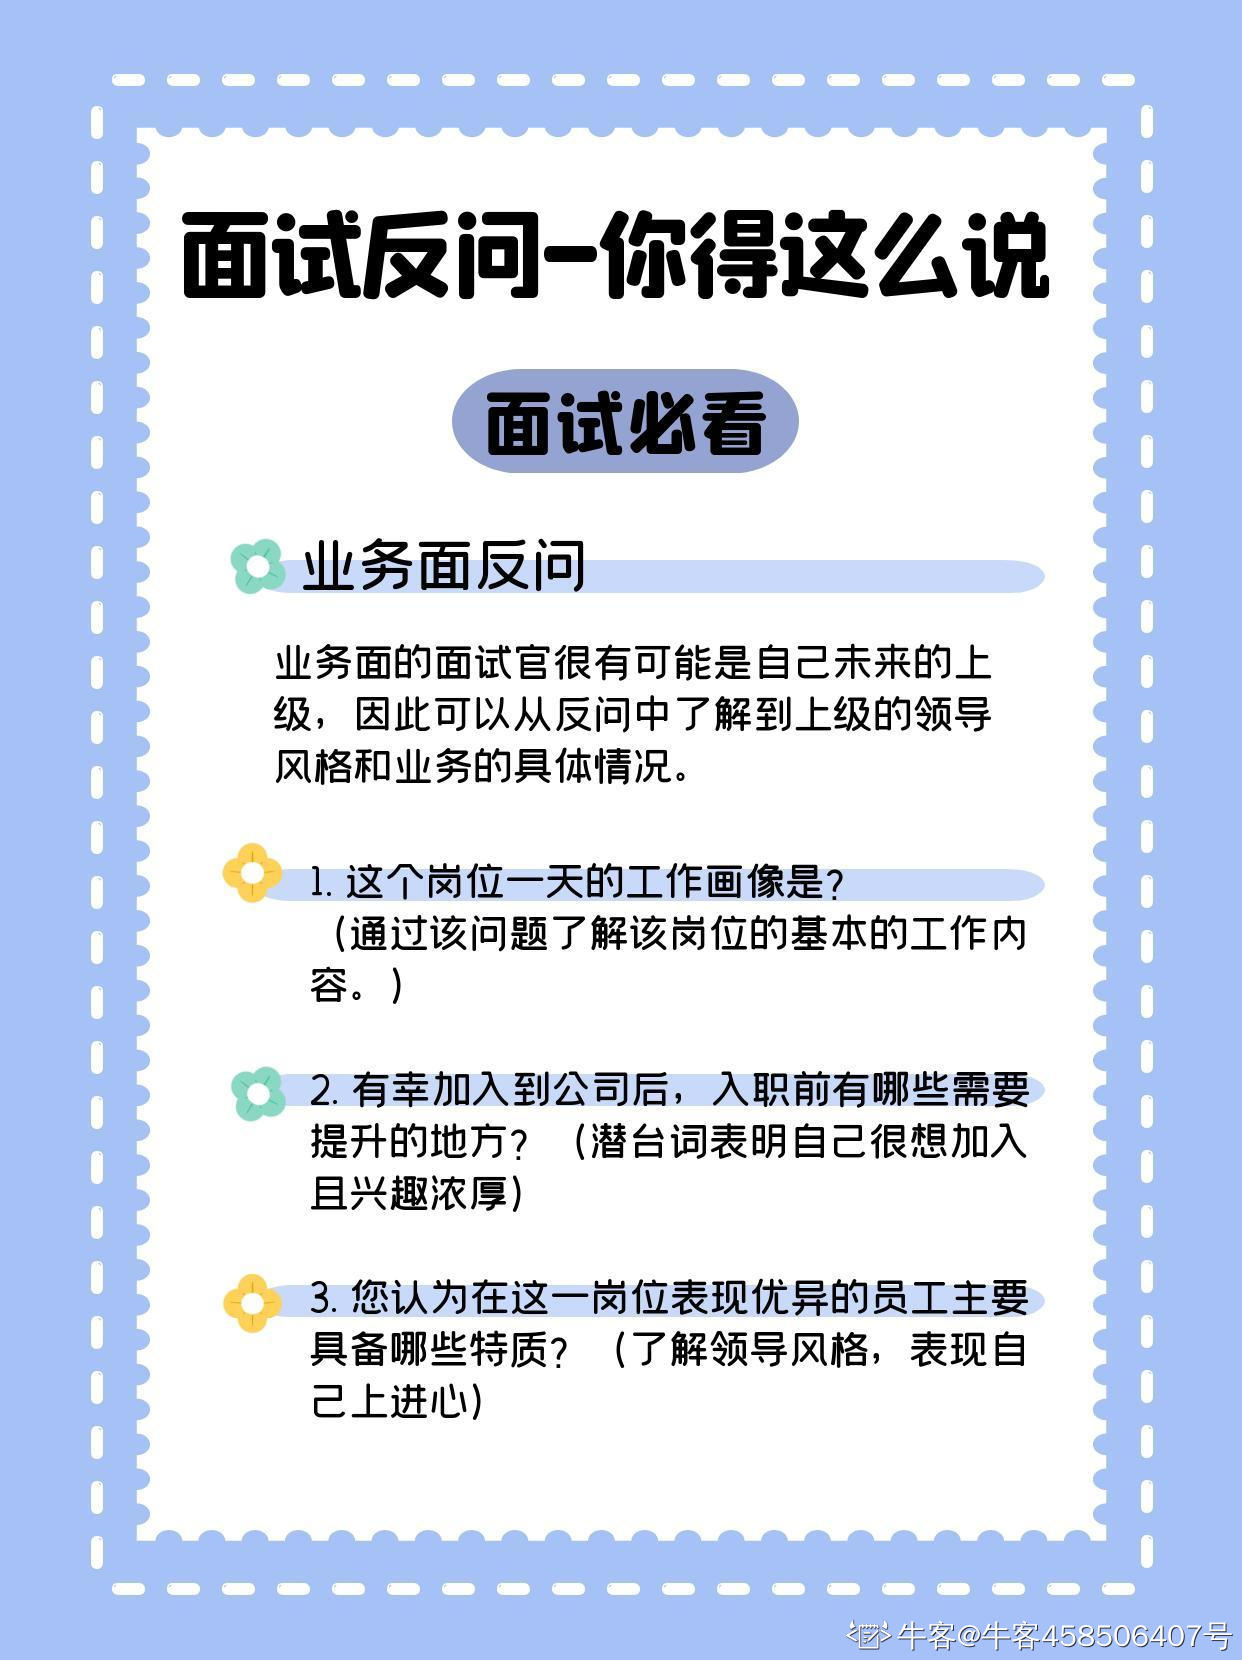 面试反问-你得这么说
面试必看
业务面反问
业务面的面试官很有可能是自己未来的上
级，因此可以从反问中了解到上级的领导
风格和业务的具体情况。
1. 这个岗位一天的工作画像是？
（通过该问题了解该岗位的基本的工作内
容。）
2. 有幸加入到公司后，入职前有哪些需要
提升的地方？（潜台词表明自己很想加入
且兴趣浓厚）
3. 您认为在这一岗位表现优异的员工主要
具备哪些特质？（了解领导风格，表现自
己上进心）
牛客@牛客458506407号